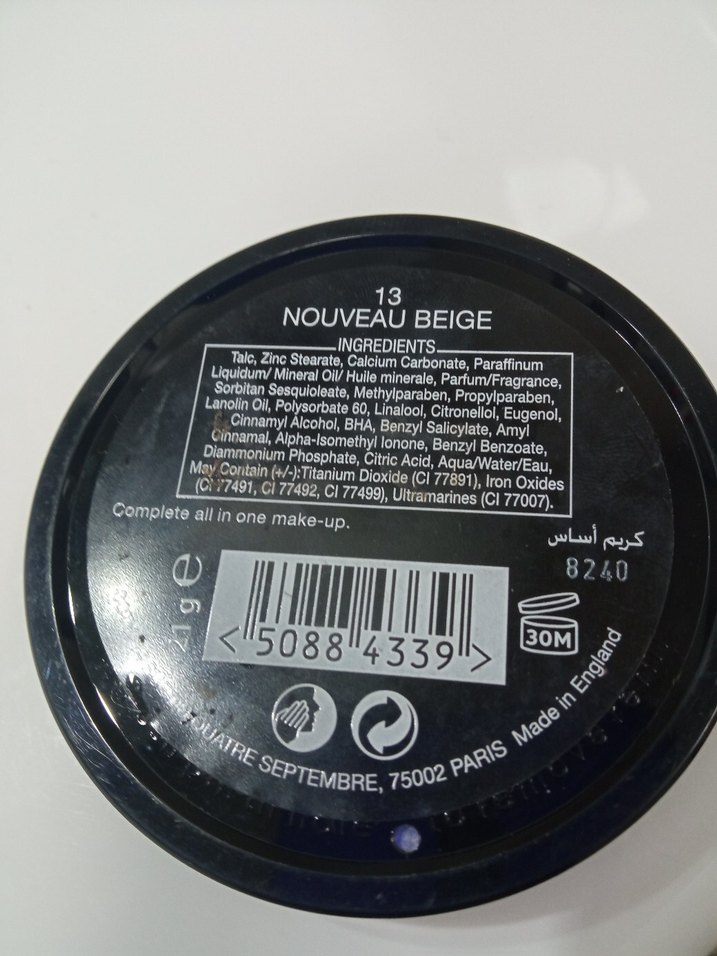 13
NOUVEAU BEIGE
INGREDIENTS
Talc, Zinc Stearate, Calcium Carbonate, Paraffinum
Liquidum/ Mineral Oil/ Huile minerale, Parfum/Fragrance,
Sorbitan Sesquioleate, Methylparaben, Propylparaben,
Lanolin Oil, Polysorbate 60, Linalool, Citronellol, Eugenol,
Cinnamyl Alcohol, BHA, Benzyl Salicylate, Amyl
Cinnamal, Alpha-Isomethyl Ionone, Benzyl Benzoate,
Diammonium Phosphate, Citric Acid, Aqua/Water/Eau,
May Contain (+/-):Titanium Dioxide (CI 77891), Iron Oxides
(CI 77491, CI 77492, CI 77499), Ultramarines (CI 77007).
Complete all in one make-up.
كريم أساس
8240
21 g e
< 5088 4339 >
30M
QUATRE SEPTEMBRE, 75002 PARIS Made in England